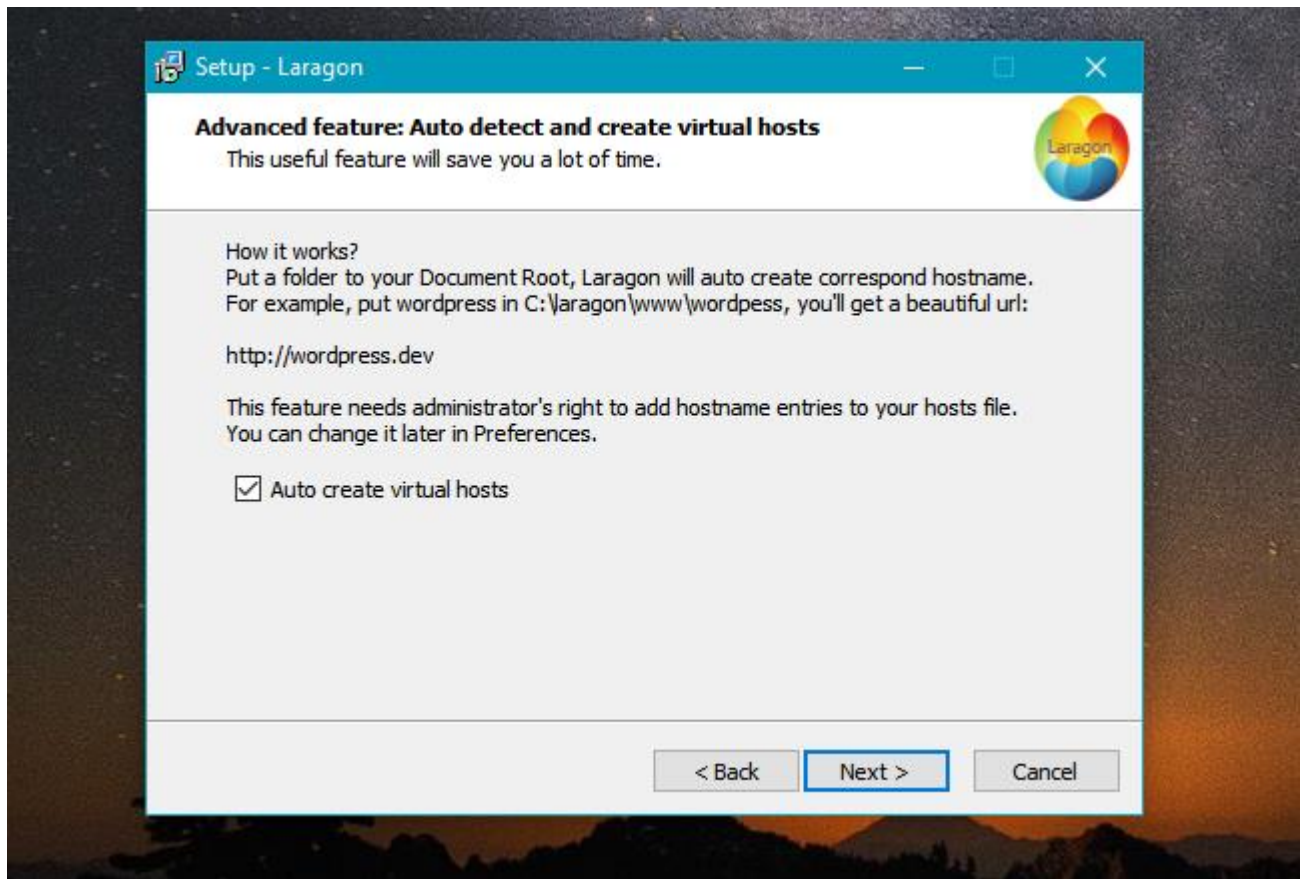 Setup - Laragon
Advanced feature: Auto detect and create virtual hosts
This useful feature will save you a lot of time.
Laragon
How it works?
Put a folder to your Document Root, Laragon will auto create correspond hostname.
For example, put wordpress in C:\laragon\www\wordpess, you'll get a beautiful url:
http://wordpress.dev
This feature needs administrator's right to add hostname entries to your hosts file.
You can change it later in Preferences.
Auto create virtual hosts
< Back Next > Cancel